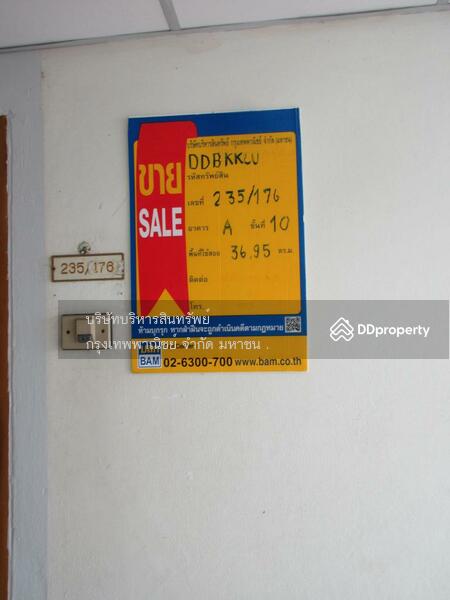 บริษัทบริหารสินทรัพย์ กรุงเทพพาณิชย์ จำกัด (มหาชน)
ขาย
SALE
รหัสทรัพย์สิน
เลขที่ 235/176
อาคาร A ชั้นที่ 10
พื้นที่ใช้สอย 36.95 ตร.ม.
ติดต่อ
โทร.
235/176
ห้ามบุกรุก หากฝ่าฝืนจะถูกดำเนินคดีตามกฎหมาย
BAM 02-6300-700 www.bam.co.th
บริษัทบริหารสินทรัพย์
กรุงเทพพาณิชย์ จำกัด มหาชน .
DDproperty